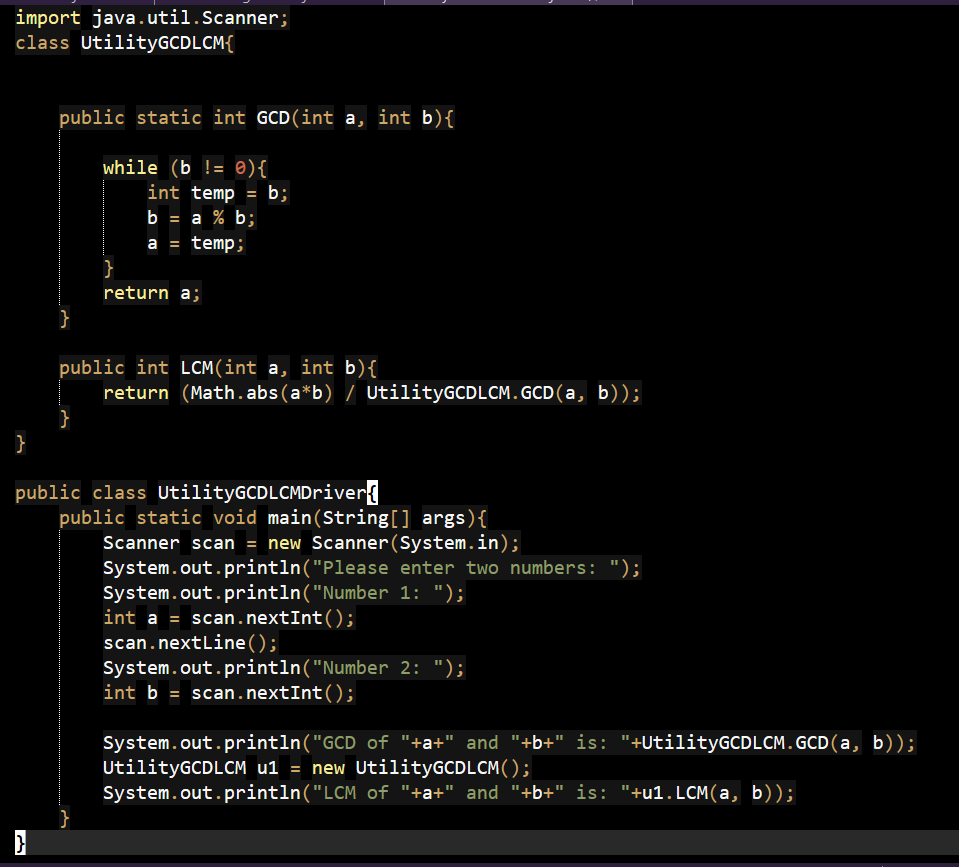 import java.util.Scanner;
class UtilityGCDLCM{
    public static int GCD(int a, int b){
        while (b != 0){
            int temp = b;
            b = a % b;
            a = temp;
        }
        return a;
    }
    public int LCM(int a, int b){
        return (Math.abs(a*b) / UtilityGCDLCM.GCD(a, b));
    }
}
public class UtilityGCDLCMDriver{
    public static void main(String[] args){
        Scanner scan = new Scanner(System.in);
        System.out.println("Please enter two numbers: ");
        System.out.println("Number 1: ");
        int a = scan.nextInt();
        scan.nextLine();
        System.out.println("Number 2: ");
        int b = scan.nextInt();
        System.out.println("GCD of "+a+" and "+b+" is: "+UtilityGCDLCM.GCD(a, b));
        UtilityGCDLCM u1 = new UtilityGCDLCM();
        System.out.println("LCM of "+a+" and "+b+" is: "+u1.LCM(a, b));
    }
}